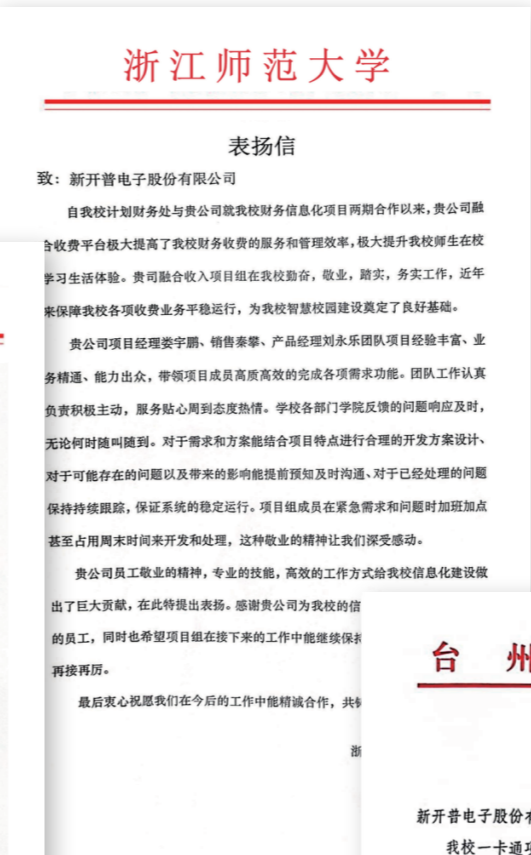 浙江师范大学
表扬信
致：新开普电子股份有限公司
自我校计划财务处与贵公司就我校财务信息化项目两期合作以来，贵公司融
合收费平台极大提高了我校财务收费的服务和管理效率，极大提升我校师生在校
学习生活体验。贵司融合收入项目组在我校勤奋，敬业，踏实，务实工作，近年
来保障我校各项收费业务平稳运行，为我校智慧校园建设奠定了良好基础。
贵公司项目经理娄宇鹏、销售秦攀、产品经理刘永乐团队项目经验丰富、业
务精通、能力出众，带领项目成员高质高效的完成各项需求功能。团队工作认真
负责积极主动，服务贴心周到态度热情。学校各部门学院反馈的问题响应及时，
无论何时随叫随到。对于需求和方案能结合项目特点进行合理的开发方案设计、
对于可能存在的问题以及带来的影响能提前预知及时沟通、对于已经处理的问题
保持持续跟踪，保证系统的稳定运行。项目组成员在紧急需求和问题时加班加点
甚至占用周末时间来开发和处理，这种敬业的精神让我们深受感动。
贵公司员工敬业的精神，专业的技能，高效的工作方式给我校信息化建设做
出了巨大贡献，在此特提出表扬。感谢贵公司为我校的信
的员工，同时也希望项目组在接下来的工作中能继续保持
再接再厉。
最后衷心祝愿我们在今后的工作中能精诚合作，共
浙
台州
新开普电子股份
我校一卡通